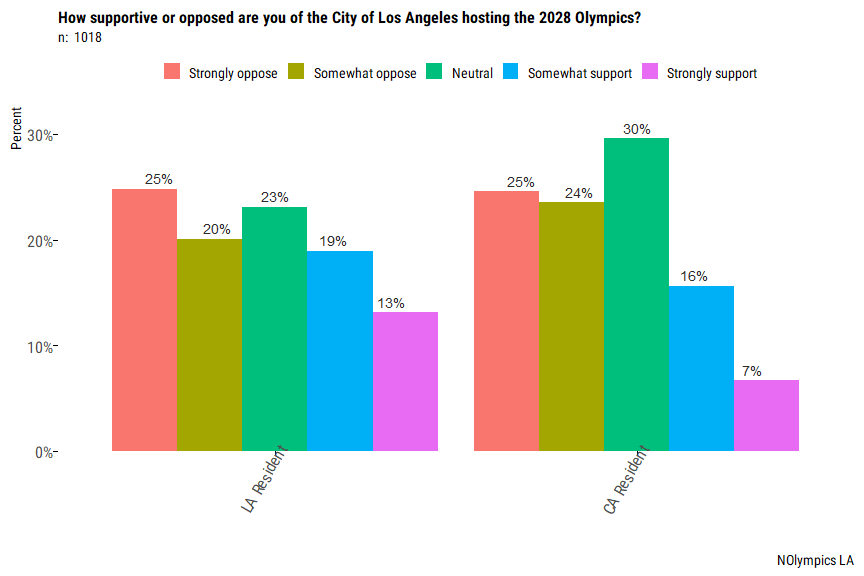 How supportive or opposed are you of the City of Los Angeles hosting the 2028 Olympics?
n: 1018
Strongly oppose Somewhat oppose Neutral Somewhat support Strongly support
Percent
30%
20%
10%
0%
25%
20%
23%
19%
13%
25%
24%
30%
16%
7%
LA Resident
CA Resident
NOlympics LA